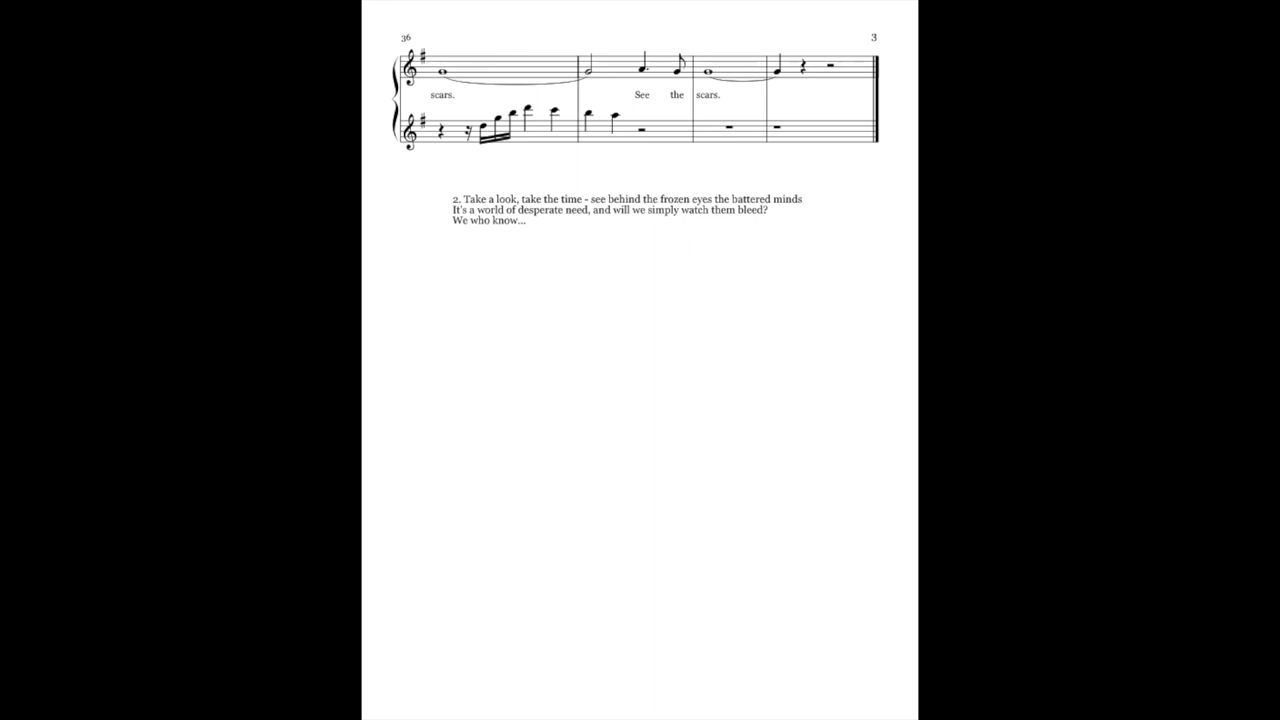 36
3
scars. See the scars.
2. Take a look, take the time - see behind the frozen eyes the battered minds
It's a world of desperate need, and will we simply watch them bleed?
We who know...